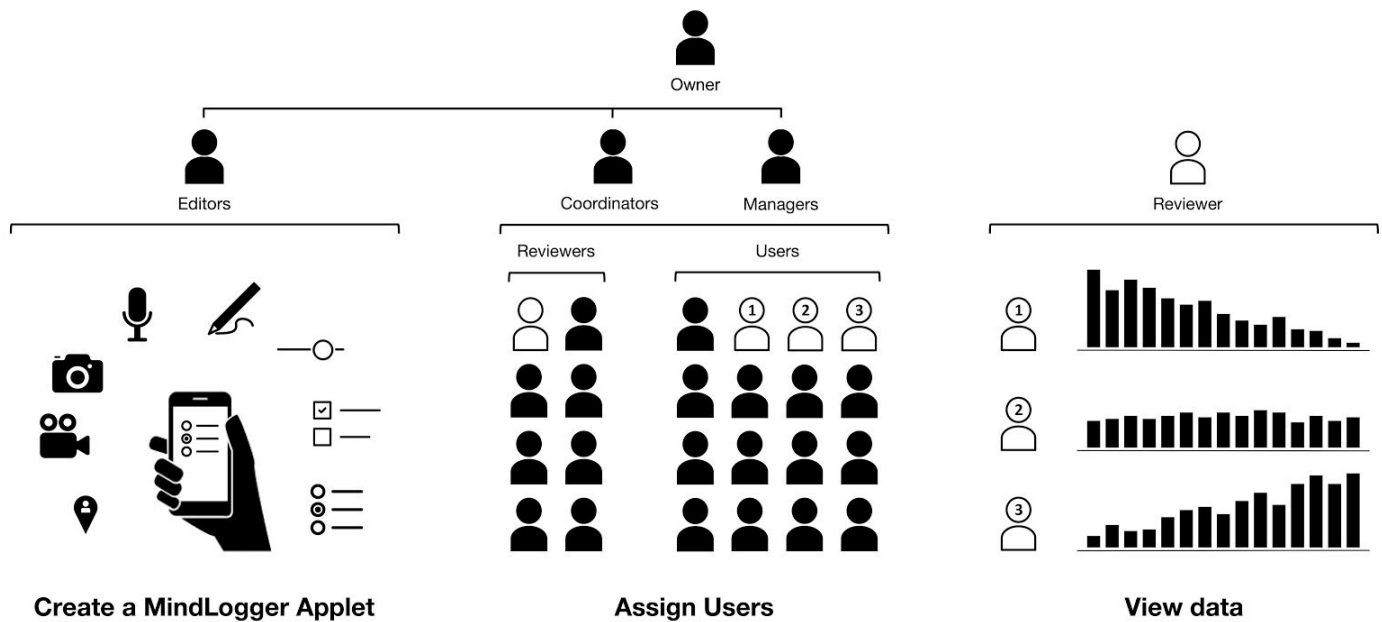 Owner
Editors
Coordinators
Managers
Reviewer
Reviewers
Users
1
2
3
1
2
3
Create a MindLogger Applet
Assign Users
View data